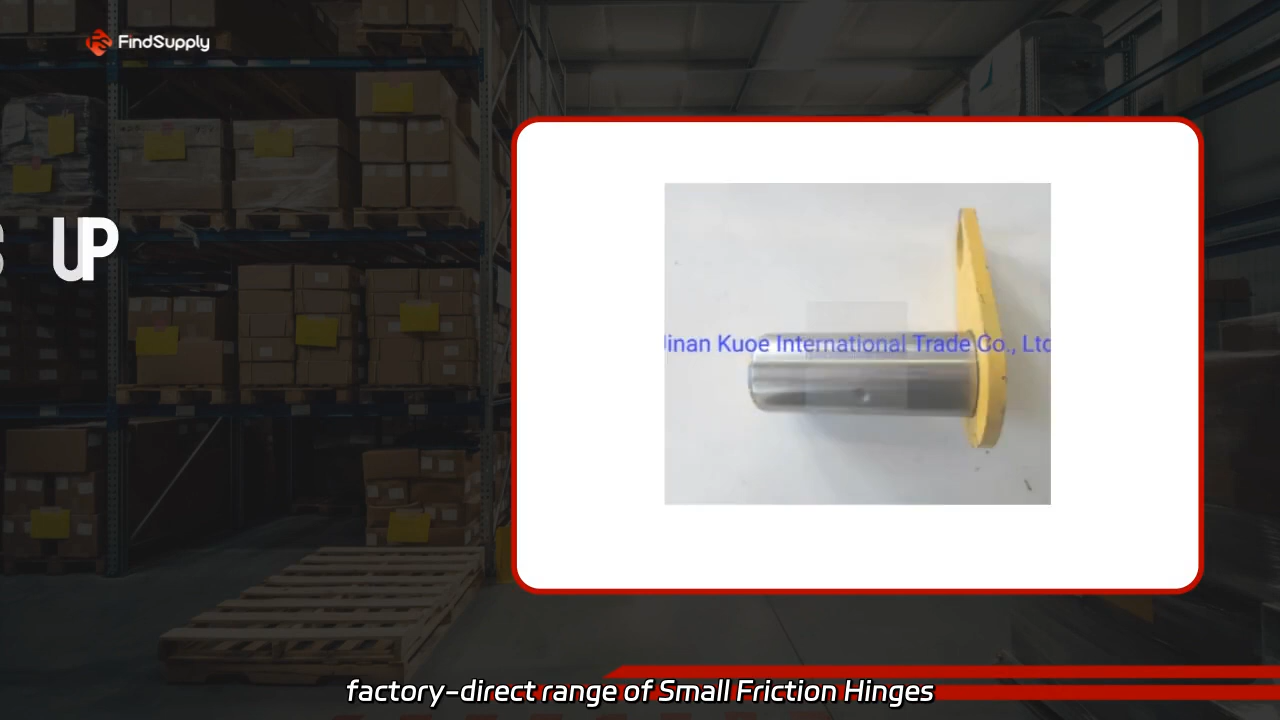 FindSupply
UP
Jinan Kuoe International Trade Co., Ltd
factory-direct range of Small Friction Hinges